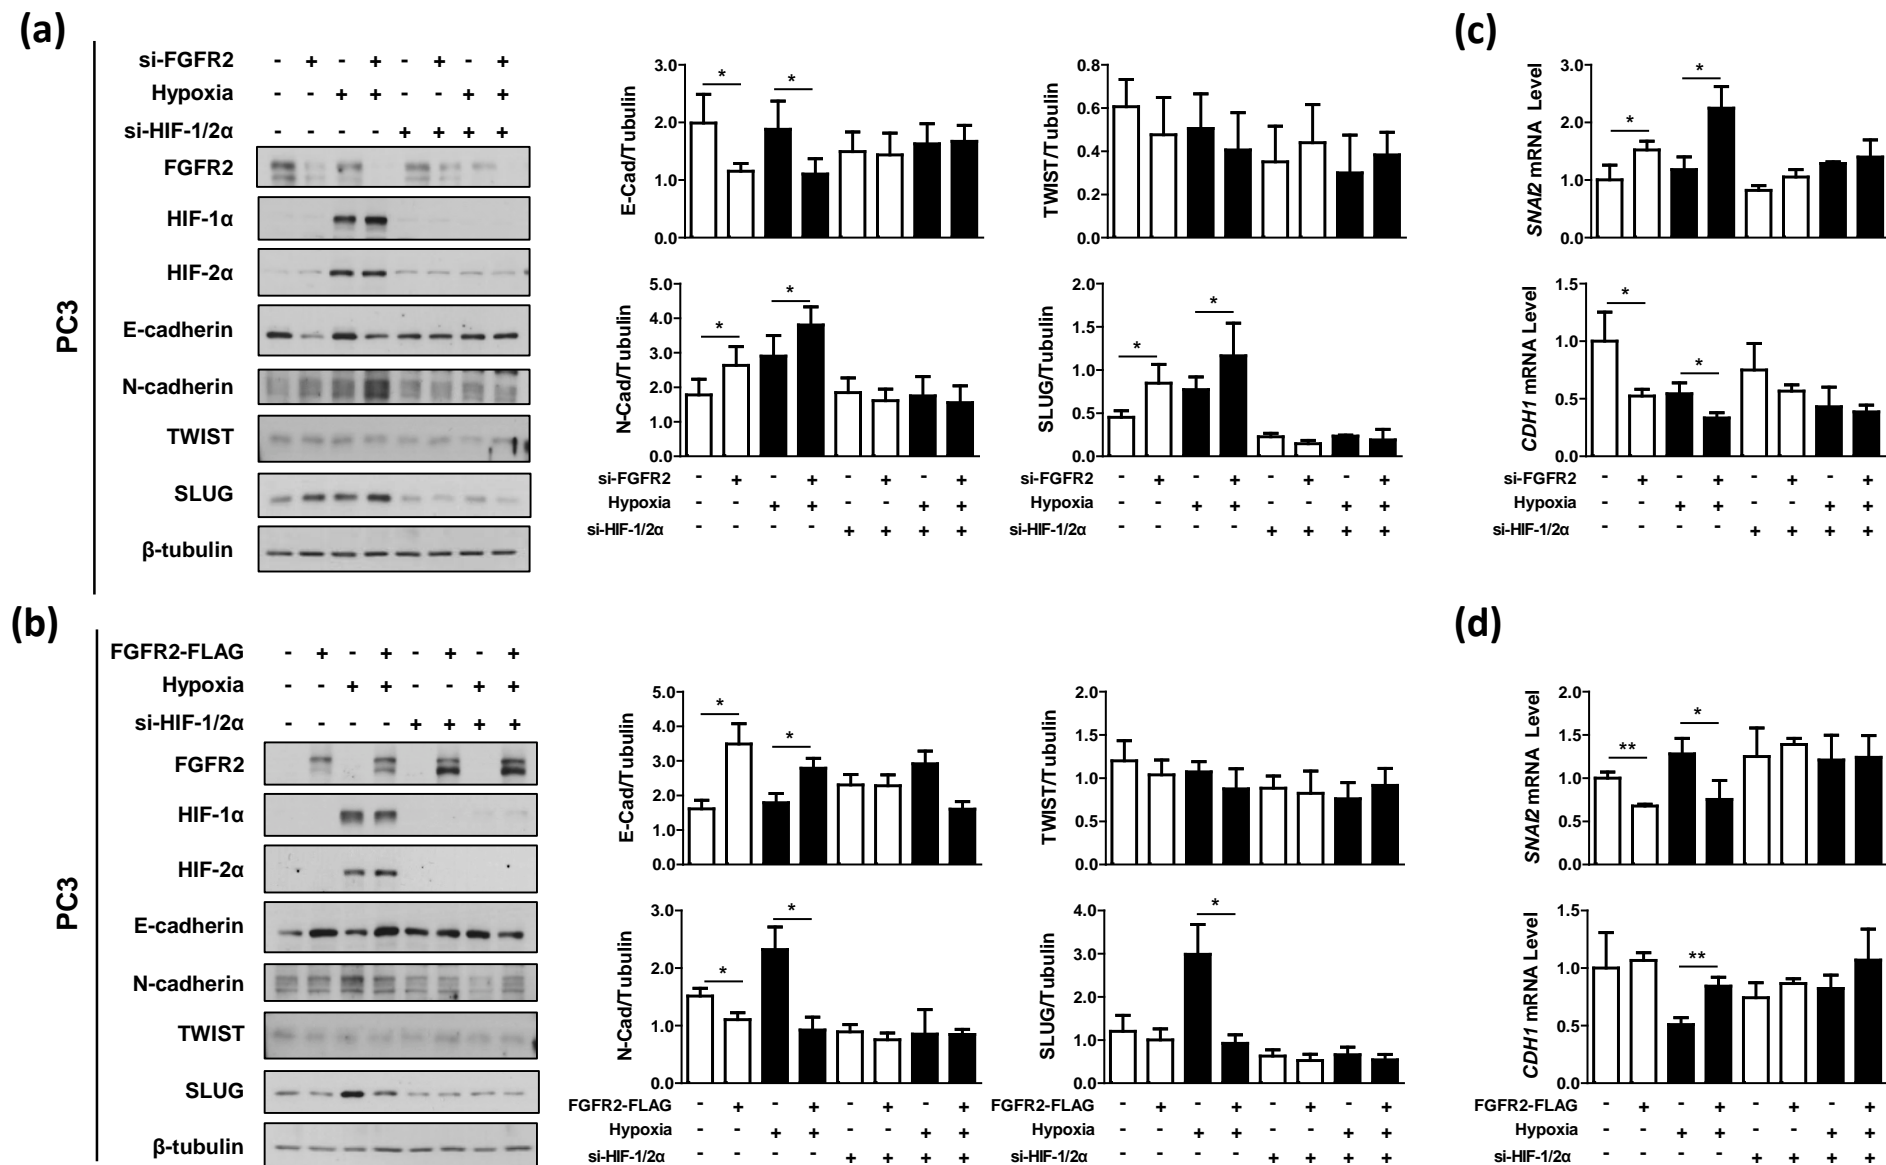 (a)
PC3
si-FGFR2 - + - + - + - +
Hypoxia - - + + - - + +
si-HIF-1/2α - - - - + + + +
FGFR2
HIF-1α
HIF-2α
E-cadherin
N-cadherin
TWIST
SLUG
β-tubulin
E-Cad/Tubulin
3.0
2.0
1.0
0.0
* *
TWIST/Tubulin
0.8
0.6
0.4
0.2
0.0
N-Cad/Tubulin
5.0
4.0
3.0
2.0
1.0
0.0
* *
si-FGFR2 - + - + - + - +
Hypoxia - - + + - - + +
si-HIF-1/2α - - - - + + + +
SLUG/Tubulin
2.0
1.5
1.0
0.5
0.0
* *
si-FGFR2 - + - + - + - +
Hypoxia - - + + - - + +
si-HIF-1/2α - - - - + + + +
(c)
SNAI2 mRNA Level
3.0
2.0
1.0
0.0
* *
CDH1 mRNA Level
1.5
1.0
0.5
0.0
* *
si-FGFR2 - + - + - + - +
Hypoxia - - + + - - + +
si-HIF-1/2α - - - - + + + +
(b)
PC3
FGFR2-FLAG - + - + - + - +
Hypoxia - - + + - - + +
si-HIF-1/2α - - - - + + + +
FGFR2
HIF-1α
HIF-2α
E-cadherin
N-cadherin
TWIST
SLUG
β-tubulin
E-Cad/Tubulin
5.0
4.0
3.0
2.0
1.0
0.0
* *
TWIST/Tubulin
2.0
1.5
1.0
0.5
0.0
N-Cad/Tubulin
3.0
2.0
1.0
0.0
* *
FGFR2-FLAG - + - + - + - +
Hypoxia - - + + - - + +
si-HIF-1/2α - - - - + + + +
SLUG/Tubulin
4.0
3.0
2.0
1.0
0.0
*
FGFR2-FLAG - + - + - + - +
Hypoxia - - + + - - + +
si-HIF-1/2α - - - - + + + +
(d)
SNAI2 mRNA Level
2.0
1.5
1.0
0.5
0.0
** *
CDH1 mRNA Level
1.5
1.0
0.5
0.0
**
FGFR2-FLAG - + - + - + - +
Hypoxia - - + + - - + +
si-HIF-1/2α - - - - + + + +